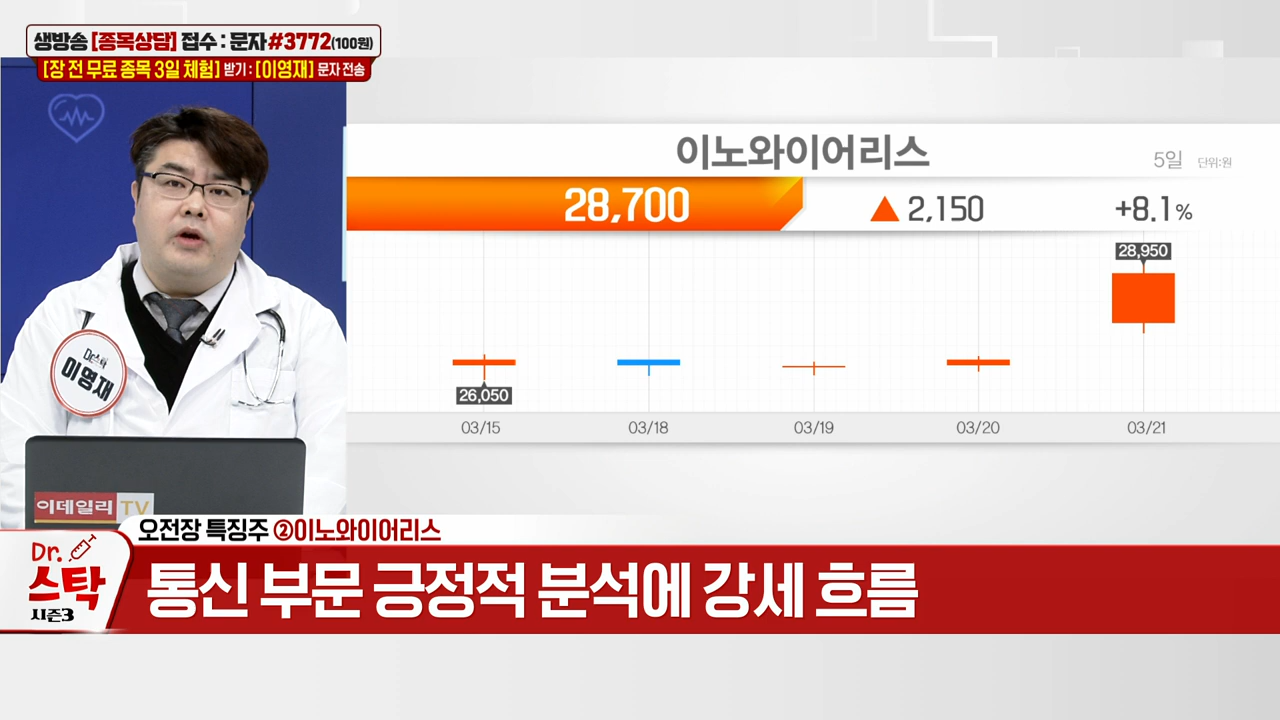 생방송 [종목상담] 접수 : 문자#3772(100원)
[장 전 무료 종목 3일 체험] 받기 : [이영재] 문자 전송
이노와이어리스
5일 단위:원
28,700 ▲ 2,150 +8.1%
28,950
26,050
03/15 03/18 03/19 03/20 03/21
Dr.스탁
이영재
이데일리 TV
오전장 특징주 ②이노와이어리스
Dr.
스탁
시즌3
통신 부문 긍정적 분석에 강세 흐름